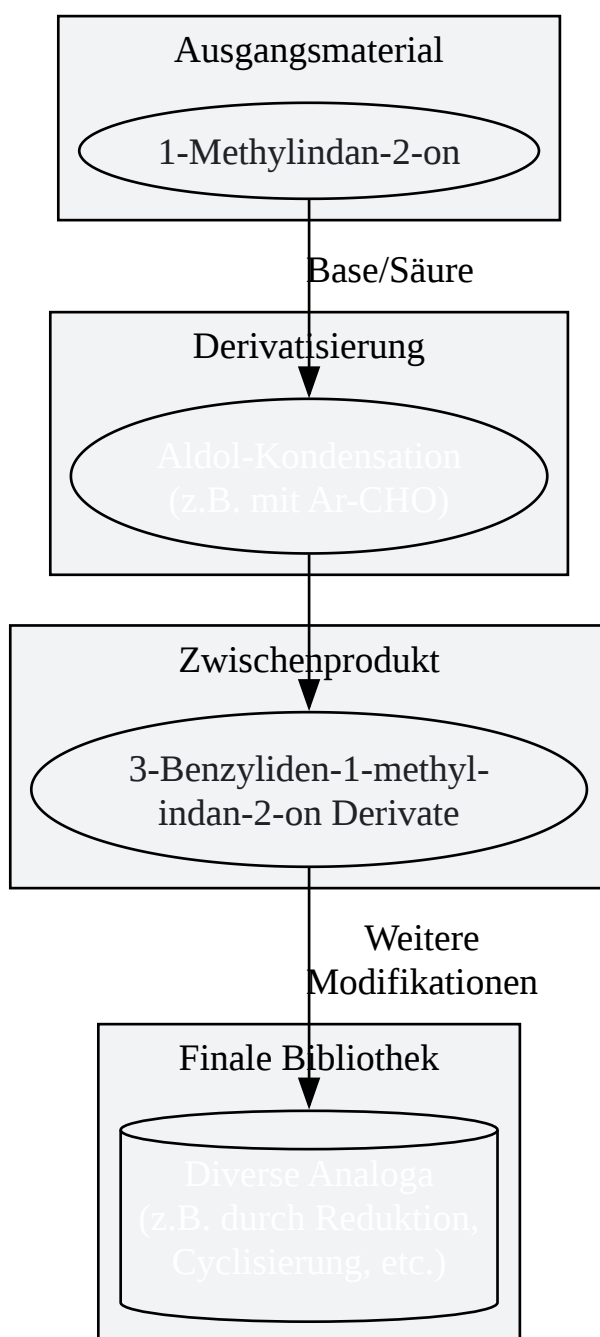 Ausgangsmaterial
1-Methylindan-2-on
Base/Säure
Derivatisierung
Aldol-Kondensation
(z.B. mit Ar-CHO)
Zwischenprodukt
3-Benzyliden-1-methyl-
indan-2-on Derivate
Weitere
Modifikationen
Finale Bibliothek
Diverse Analoga
(z.B. durch Reduktion,
Cyclisierung, etc.)